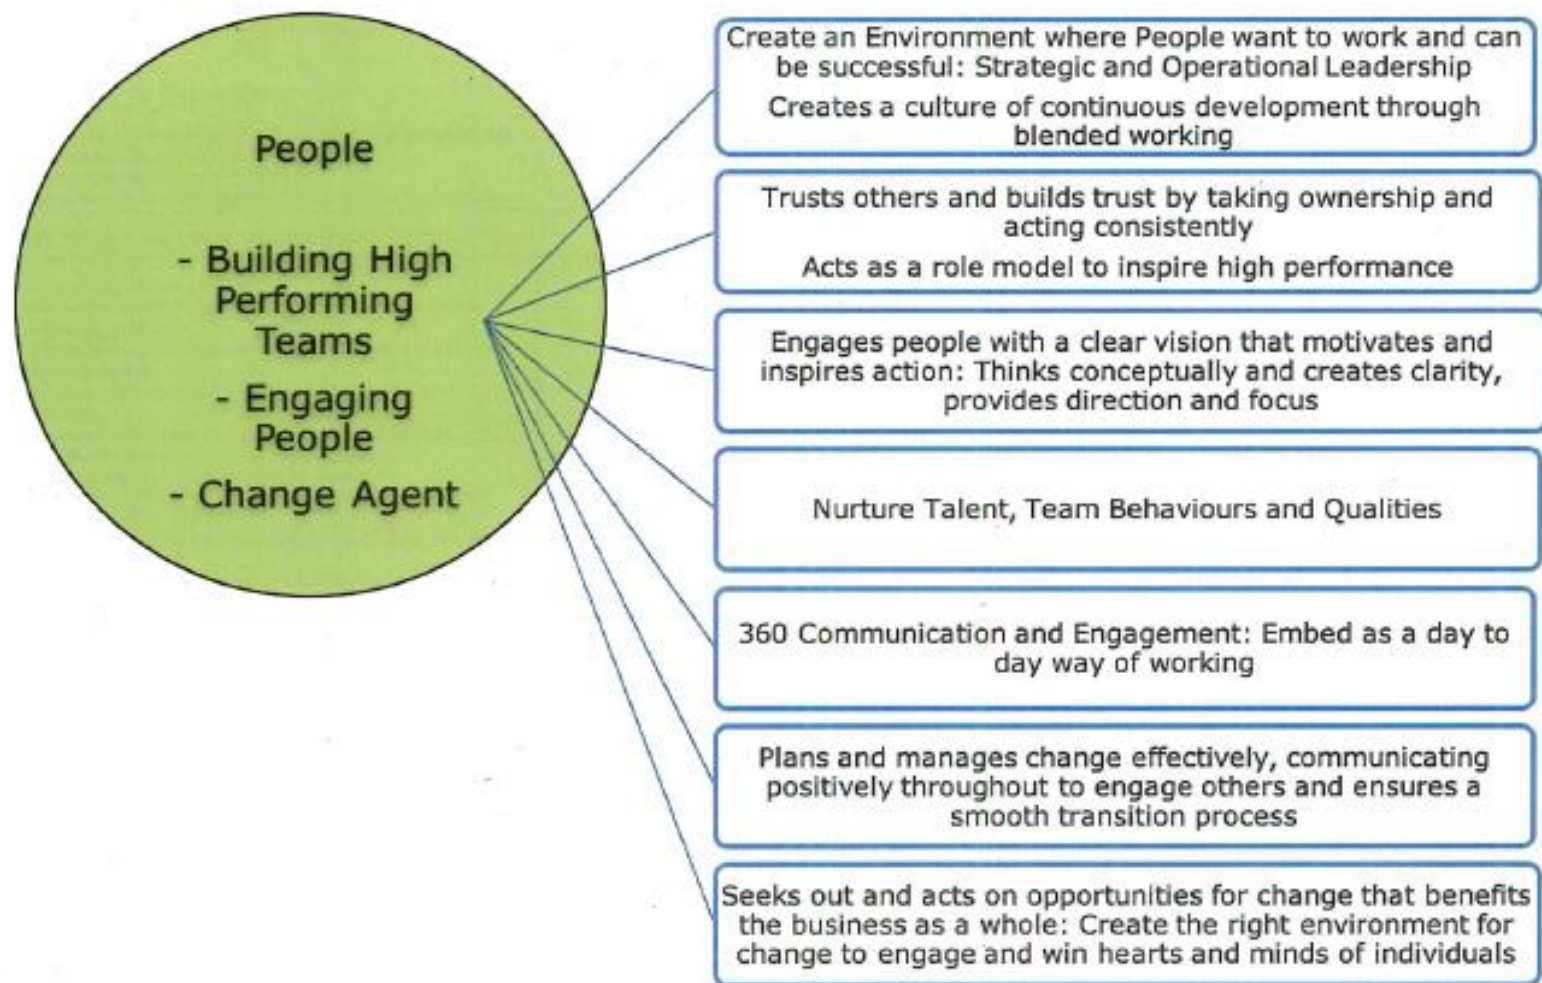 People
- Building High
Performing
Teams
- Engaging
People
- Change Agent
Create an Environment where People want to work and can
be successful: Strategic and Operational Leadership
Creates a culture of continuous development through
blended working
Trusts others and builds trust by taking ownership and
acting consistently
Acts as a role model to inspire high performance
Engages people with a clear vision that motivates and
inspires action: Thinks conceptually and creates clarity,
provides direction and focus
Nurture Talent, Team Behaviours and Qualities
360 Communication and Engagement: Embed as a day to
day way of working
Plans and manages change effectively, communicating
positively throughout to engage others and ensures a
smooth transition process
Seeks out and acts on opportunities for change that benefits
the business as a whole: Create the right environment for
change to engage and win hearts and minds of individuals